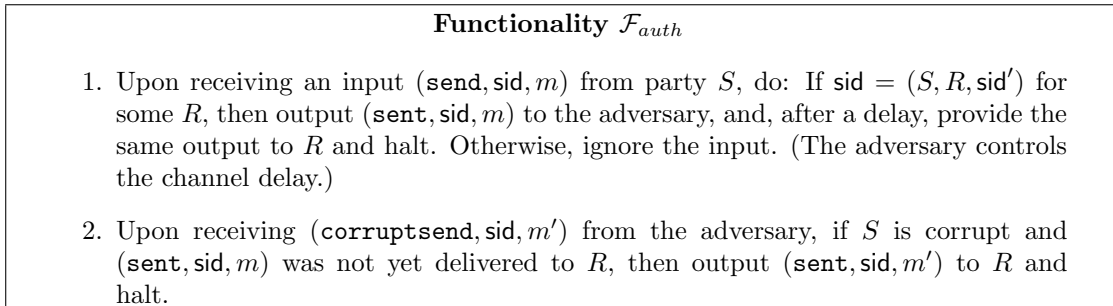 Functionality $\mathcal{F}_{auth}$
1. Upon receiving an input (send, sid, m) from party S, do: If sid = (S, R, sid′) for
some R, then output (sent, sid, m) to the adversary, and, after a delay, provide the
same output to R and halt. Otherwise, ignore the input. (The adversary controls
the channel delay.)
2. Upon receiving (corruptsend, sid, m′) from the adversary, if S is corrupt and
(sent, sid, m) was not yet delivered to R, then output (sent, sid, m′) to R and
halt.